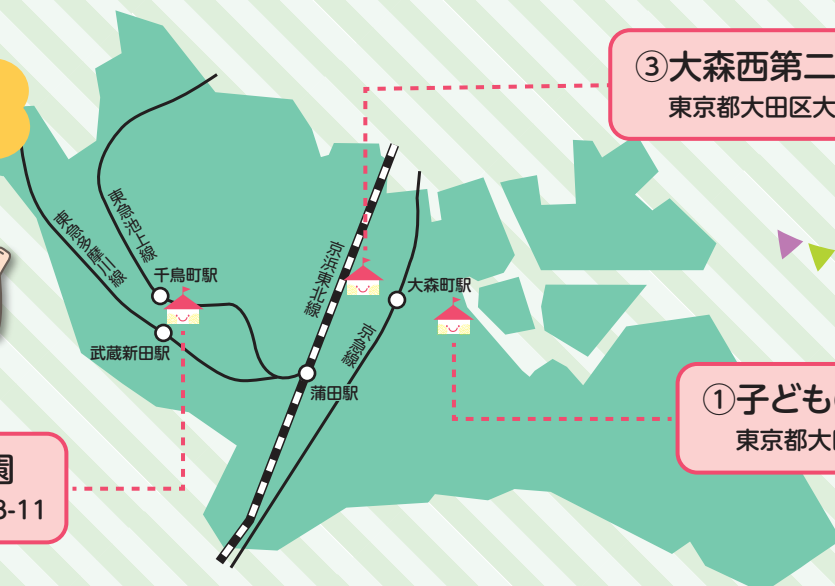 ③大森西第二
東京都大田区大
東急多摩川線
東急池上線
千鳥町駅
京浜東北線
大森町駅
武蔵新田駅
京急線
蒲田駅
①子ども
東京都大
園
3-11